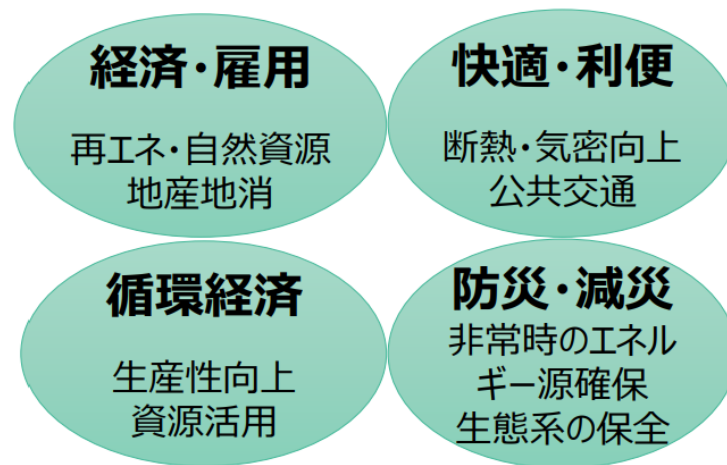 経済・雇用
再エネ・自然資源
地産地消
快適・利便
断熱・気密向上
公共交通
循環経済
生産性向上
資源活用
防災・減災
非常時のエネル
ギー源確保
生態系の保全